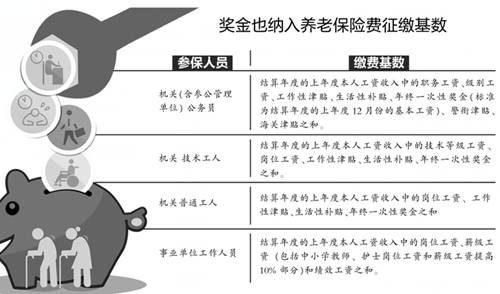 奖金也纳入养老保险费征缴基数
参保人员
缴费基数
机关(含参公管理
单位) 公务员
结算年度的上年度本人工资收入中的职务工资、级别工
资、工作性津贴、生活性补贴、年终一次性奖金(标准
为结算年度的上年度12月份的基本工资)、警衔津贴、
海关津贴之和。
机关 技术工人
结算年度的上年度本人工资收入中的技术等级工资、
岗位工资、工作性津贴、生活性补贴、年终一次性奖金
之和。
机关普通工人
结算年度的上年度本人工资收入中的岗位工资、工作
性津贴、生活性补贴、年终一次性奖金之和
事业单位工作人员
结算年度的上年度本人工资收入中的岗位工资、薪级工
资 (包括中小学教师、护士岗位工资和薪级工资提高
10% 部分)和绩效工资之和。